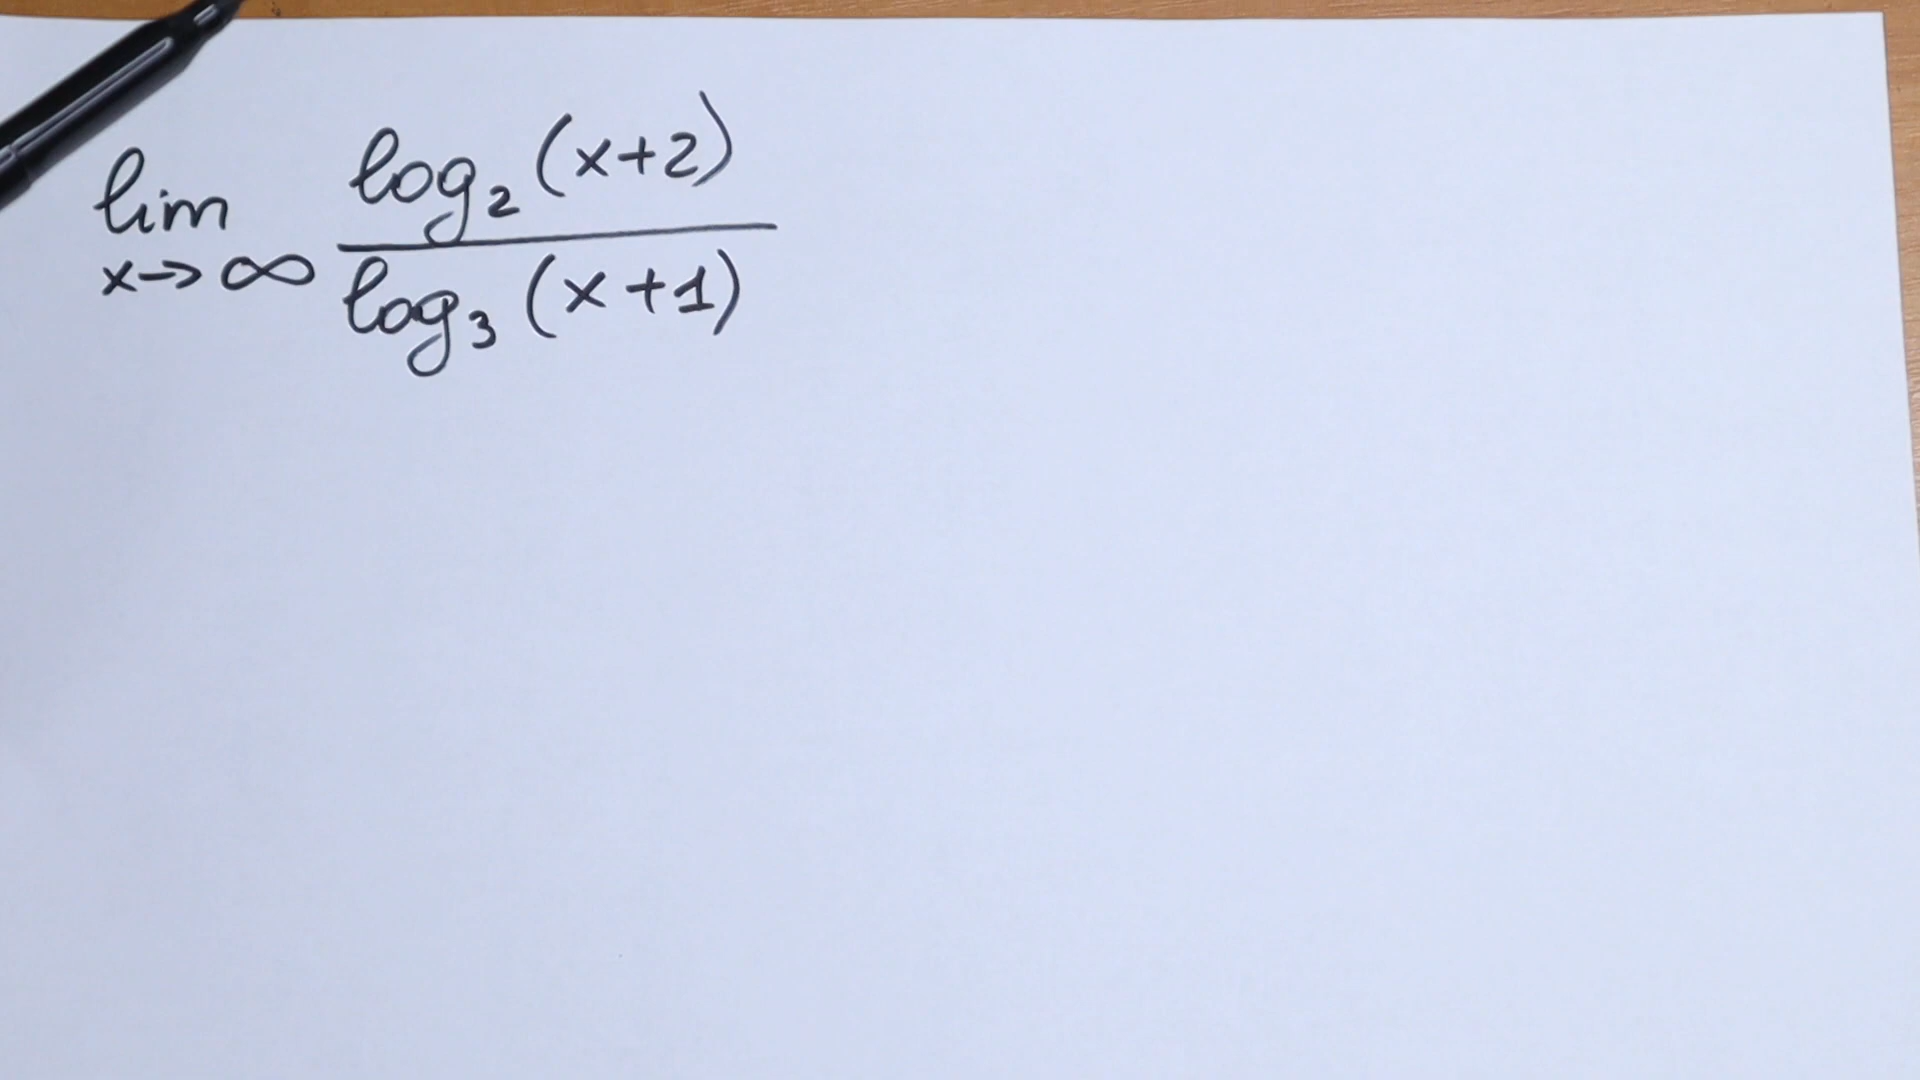 lim x→∞ log₂(x+2) / log₃(x+1)